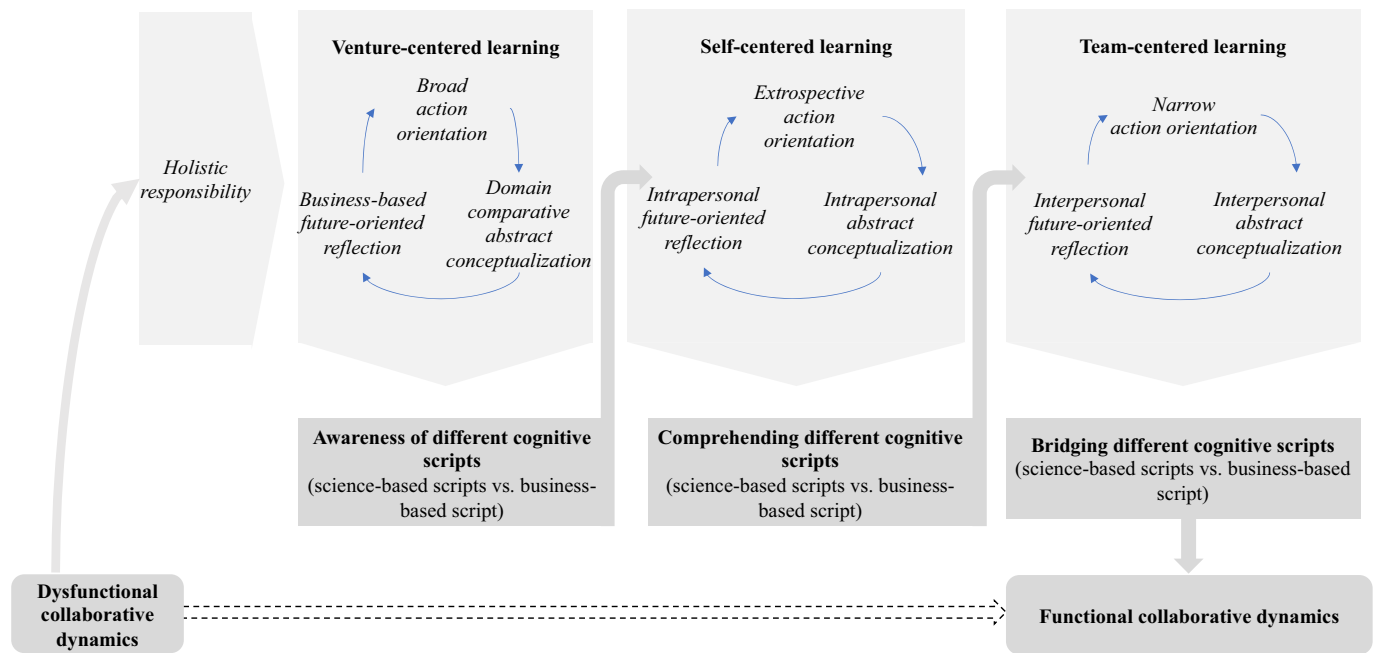 Venture-centered learning
Broad
action
orientation
Business-based
future-oriented
reflection
Domain
comparative
abstract
conceptualization
Self-centered learning
Extrospective
action
orientation
Intrapersonal
future-oriented
reflection
Intrapersonal
abstract
conceptualization
Team-centered learning
Narrow
action orientation
Interpersonal
future-oriented
reflection
Interpersonal
abstract
conceptualization
Holistic
responsibility
Awareness of different cognitive
scripts
(science-based scripts vs. business-
based script)
Comprehending different cognitive
scripts
(science-based scripts vs. business-
based script)
Bridging different cognitive scripts
(science-based scripts vs. business-based
script)
Dysfunctional
collaborative
dynamics
Functional collaborative dynamics